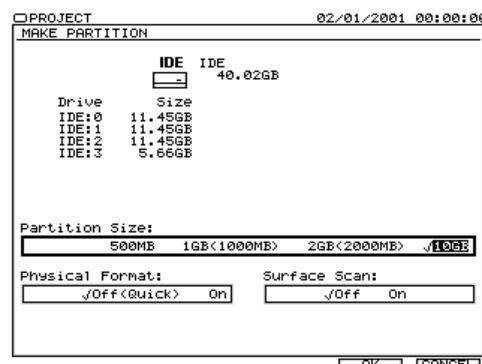 PROJECT 02/01/2001 00:00:00
MAKE PARTITION
IDE IDE
40.02GB
Drive Size
IDE:0 11.45GB
IDE:1 11.45GB
IDE:2 11.45GB
IDE:3 5.66GB
Partition Size:
500MB 1GB(1000MB) 2GB(2000MB) √10GB
Physical Format: Surface Scan:
√Off(Quick) On √Off On
OK CANCEL